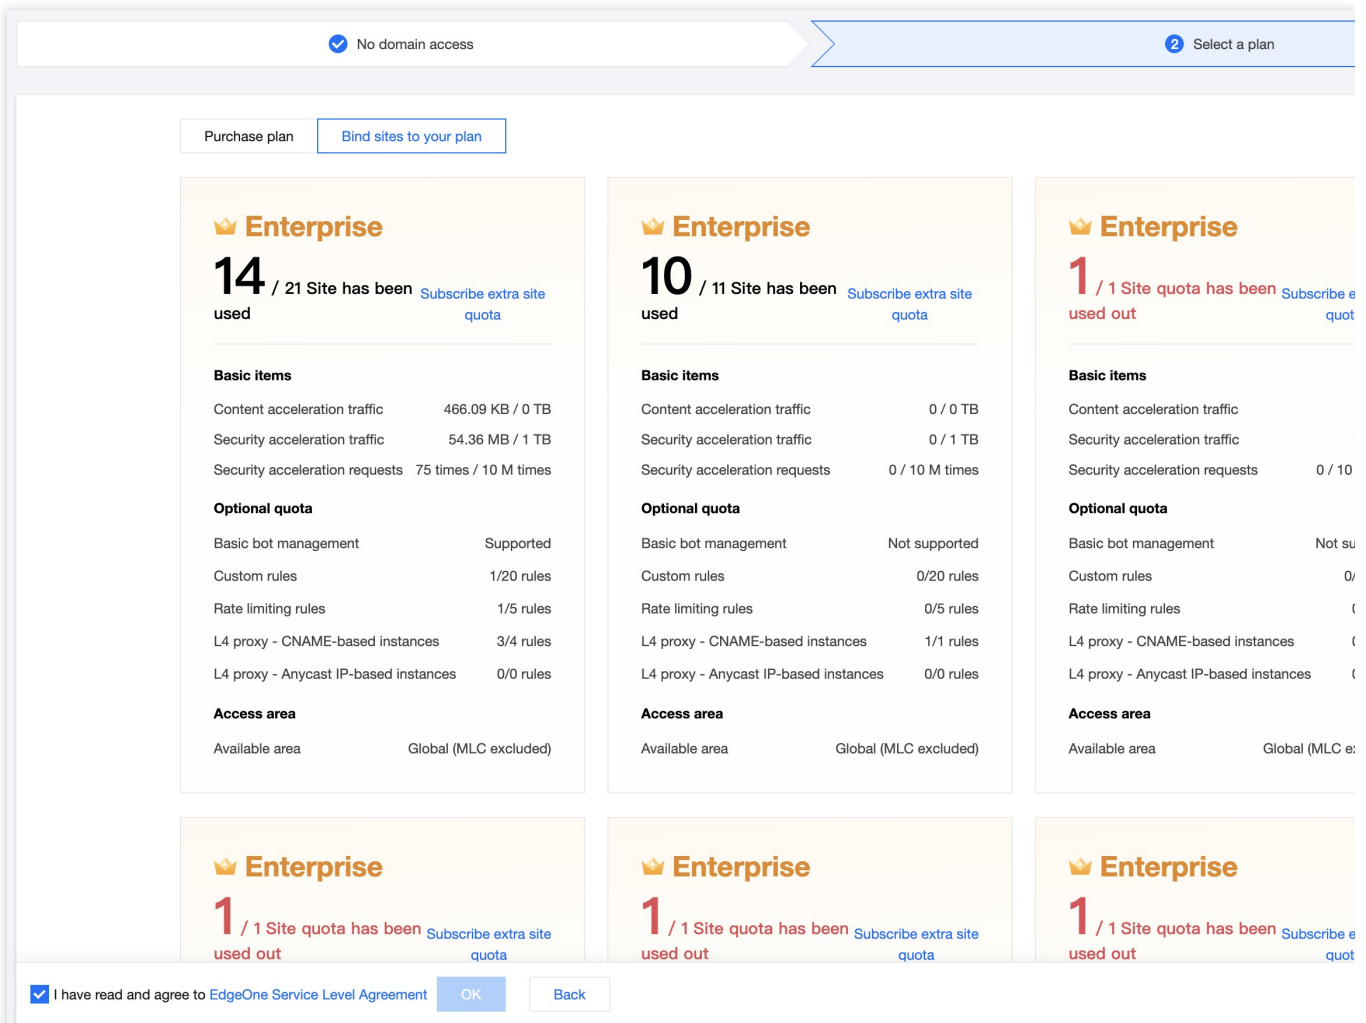 No domain access
2 Select a plan
Purchase plan
Bind sites to your plan
Enterprise
14 / 21 Site has been used
Subscribe extra site quota
Basic items
Content acceleration traffic 466.09 KB / 0 TB
Security acceleration traffic 54.36 MB / 1 TB
Security acceleration requests 75 times / 10 M times
Optional quota
Basic bot management Supported
Custom rules 1/20 rules
Rate limiting rules 1/5 rules
L4 proxy - CNAME-based instances 3/4 rules
L4 proxy - Anycast IP-based instances 0/0 rules
Access area
Available area Global (MLC excluded)
Enterprise
10 / 11 Site has been used
Subscribe extra site quota
Basic items
Content acceleration traffic 0 / 0 TB
Security acceleration traffic 0 / 1 TB
Security acceleration requests 0 / 10 M times
Optional quota
Basic bot management Not supported
Custom rules 0/20 rules
Rate limiting rules 0/5 rules
L4 proxy - CNAME-based instances 1/1 rules
L4 proxy - Anycast IP-based instances 0/0 rules
Access area
Available area Global (MLC excluded)
Enterprise
1 / 1 Site quota has been used out
Subscribe
Basic items
Content acceleration traffic
Security acceleration traffic
Security acceleration requests 0 / 10
Optional quota
Basic bot management Not
Custom rules
Rate limiting rules
L4 proxy - CNAME-based instances
L4 proxy - Anycast IP-based instances
Access area
Available area Global (MLC
Enterprise
1 / 1 Site quota has been used out
Subscribe extra site quota
Enterprise
1 / 1 Site quota has been used out
Subscribe extra site quota
Enterprise
1 / 1 Site quota has been used out
Subscribe
I have read and agree to EdgeOne Service Level Agreement
OK
Back